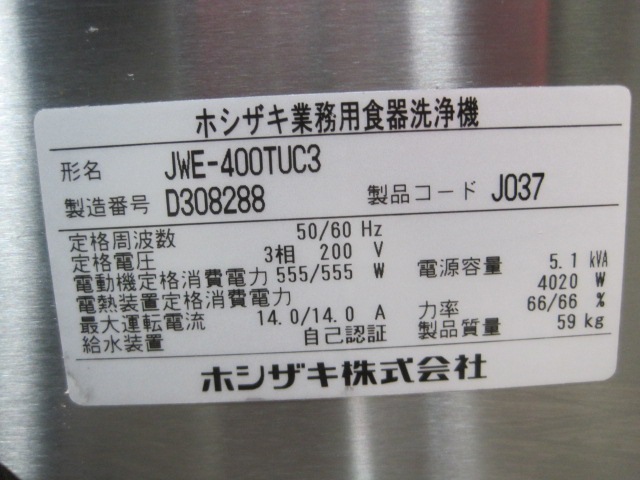 ホシザキ業務用食器洗浄機
形名 JWE-400TUC3
製造番号 D308288 製品コード J037
定格周波数 50/60 Hz
定格電圧 3相 200 V 電源容量 5.1 kVA
電動機定格消費電力 555/555 W
電熱装置定格消費電力 4020 W
最大運転電流 14.0/14.0 A 力率 66/66 %
給水装置 自己認証 製品質量 59 kg
ホシザキ株式会社